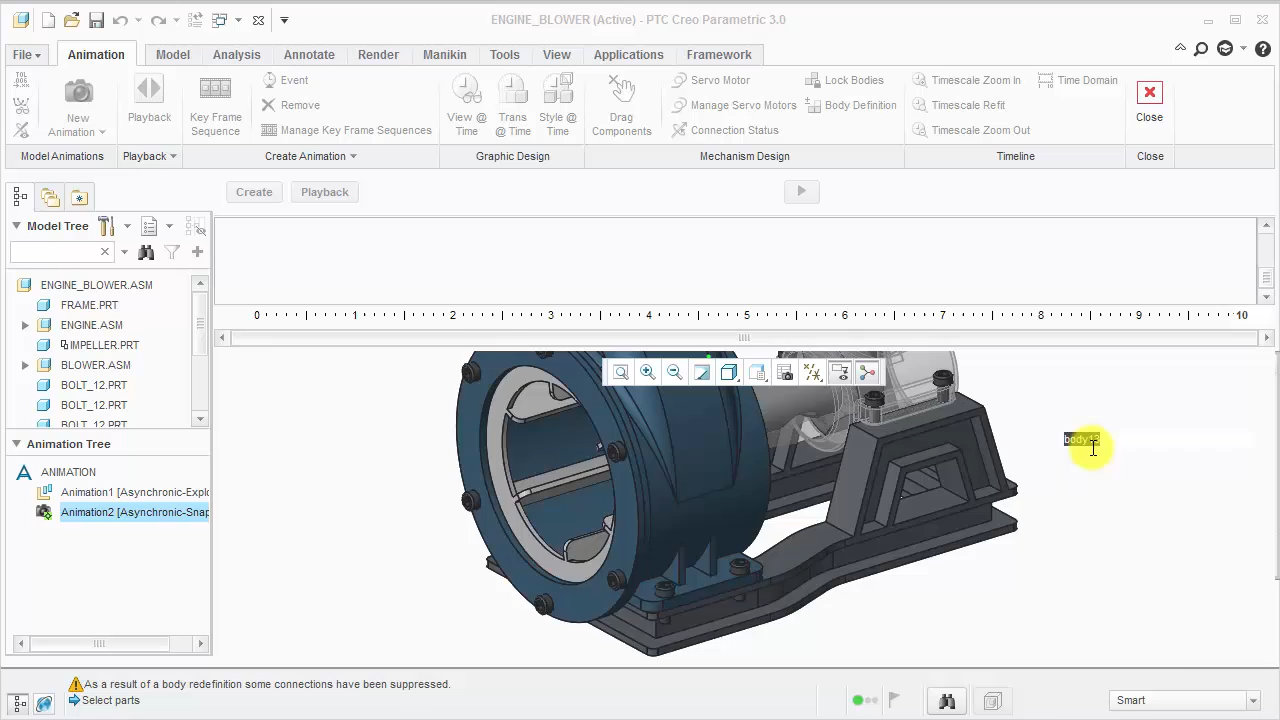 ENGINE_BLOWER (Active) - PTC Creo Parametric 3.0
File
Animation
Model
Analysis
Annotate
Render
Manikin
Tools
View
Applications
Framework
New
Animation
Playback
Key Frame
Sequence
Event
Remove
Manage Key Frame Sequences
View @
Time
Trans
@ Time
Style @
Time
Drag
Components
Servo Motor
Manage Servo Motors
Connection Status
Lock Bodies
Body Definition
Timescale Zoom In
Timescale Refit
Timescale Zoom Out
Time Domain
Close
Model Animations
Playback
Create Animation
Graphic Design
Mechanism Design
Timeline
Close
Create
Playback
Model Tree
ENGINE_BLOWER.ASM
FRAME.PRT
ENGINE.ASM
IMPELLER.PRT
BLOWER.ASM
BOLT_12.PRT
BOLT_12.PRT
BOLT_12.PRT
0 1 2 3 4 5 6 7 8 9 10
body
Animation Tree
ANIMATION
Animation1 [Asynchronic-Explo
Animation2 [Asynchronic-Snap
As a result of a body redefinition some connections have been suppressed.
Select parts
Smart